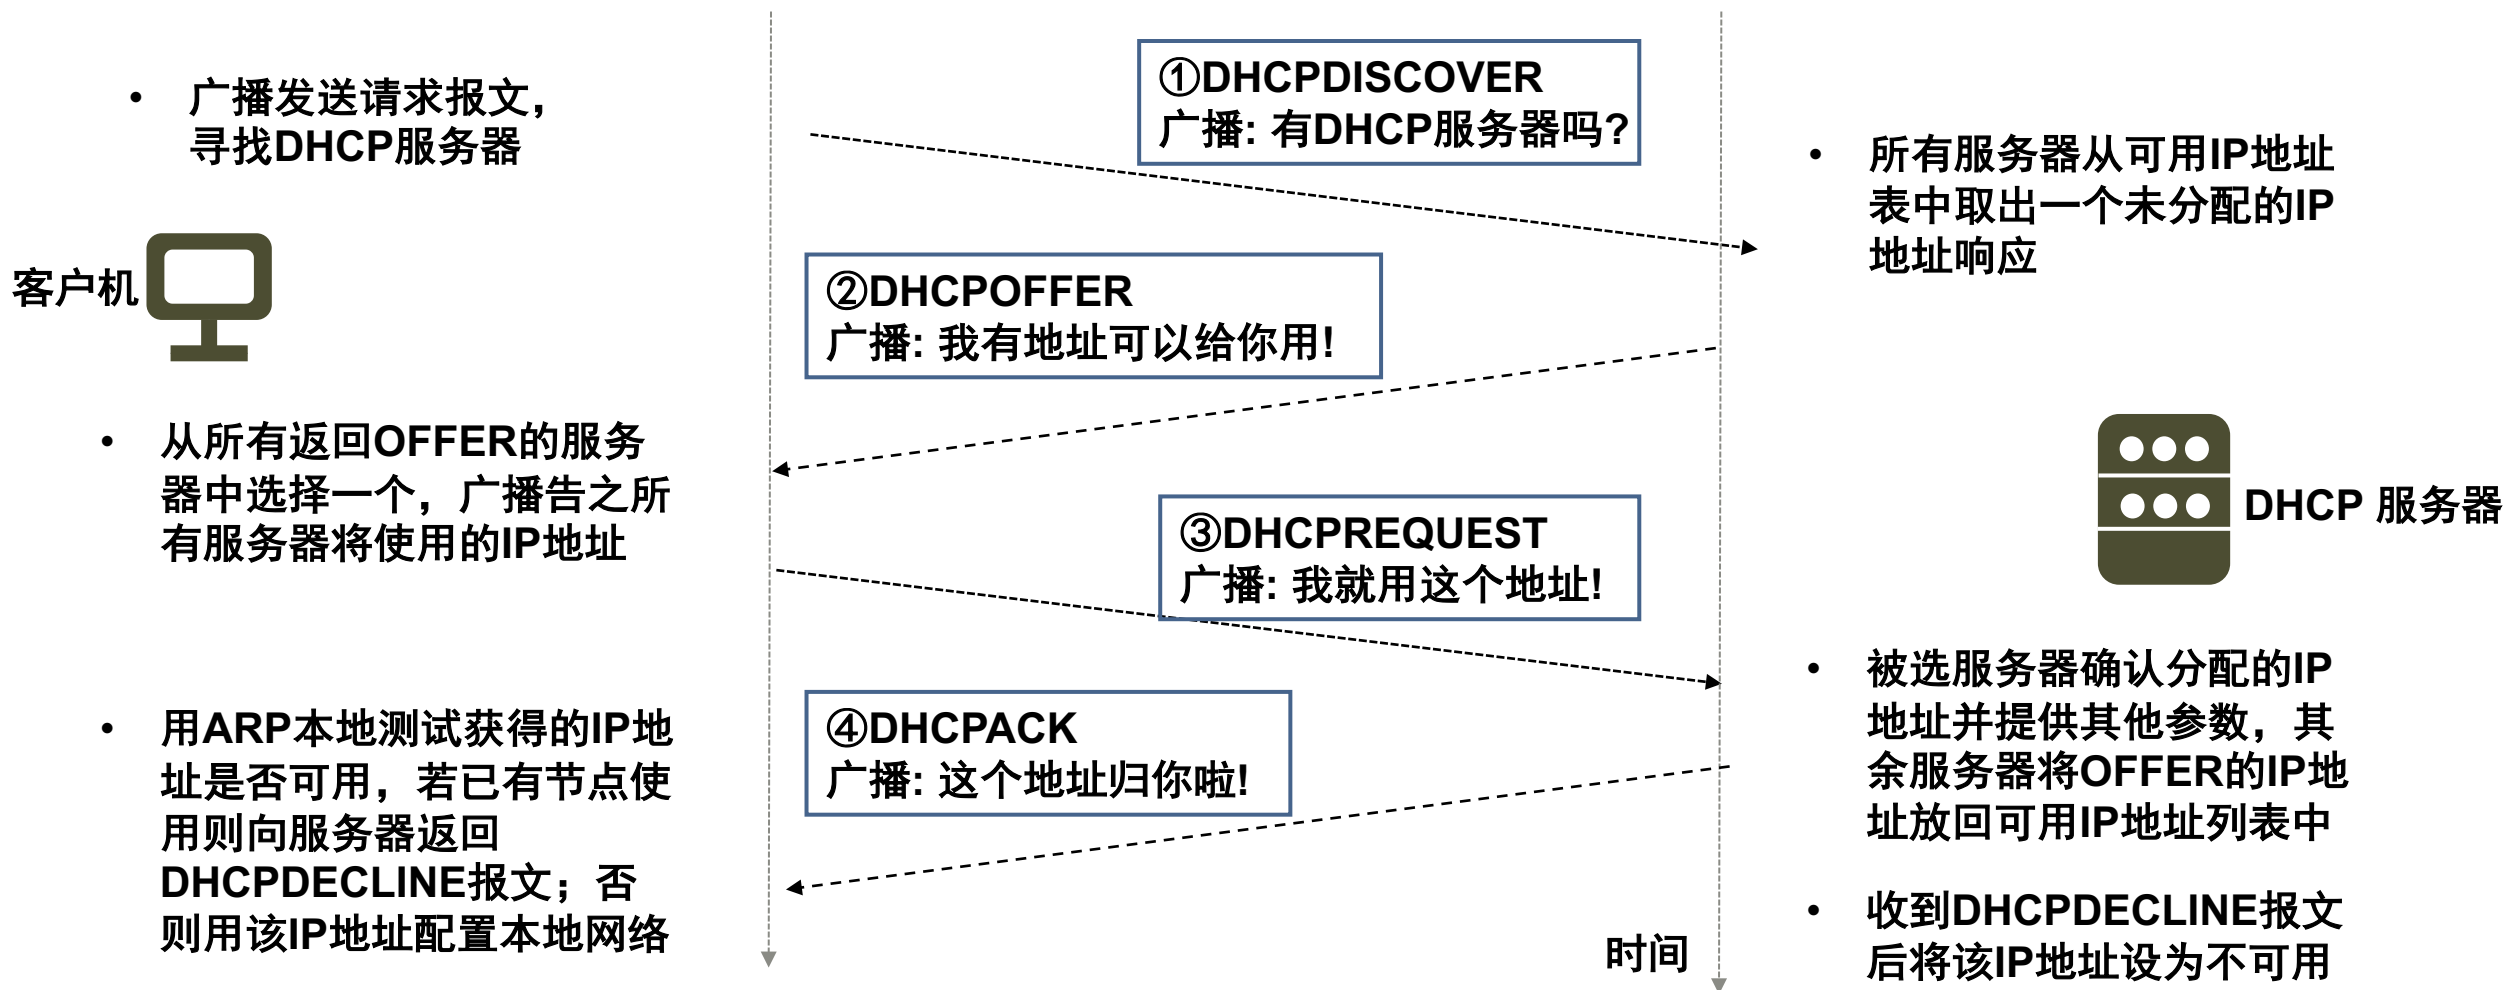 • 广播发送请求报文，
寻找DHCP服务器
客户机
• 从所有返回OFFER的服务
器中选择一个，广播告之所
有服务器将使用的IP地址
• 用ARP本地测试获得的IP地
址是否可用，若已有节点使
用则向服务器返回
DHCPDECLINE报文；否
则用该IP地址配置本地网络
①DHCPDISCOVER
广播: 有DHCP服务器吗?
②DHCPOFFER
广播: 我有地址可以给你用!
③DHCPREQUEST
广播: 我就用这个地址!
④DHCPACK
广播: 这个地址归你啦!
时间
• 所有服务器从可用IP地址
表中取出一个未分配的IP
地址响应
DHCP 服务器
• 被选服务器确认分配的IP
地址并提供其他参数，其
余服务器将OFFER的IP地
址放回可用IP地址列表中
• 收到DHCPDECLINE报文
后将该IP地址设为不可用